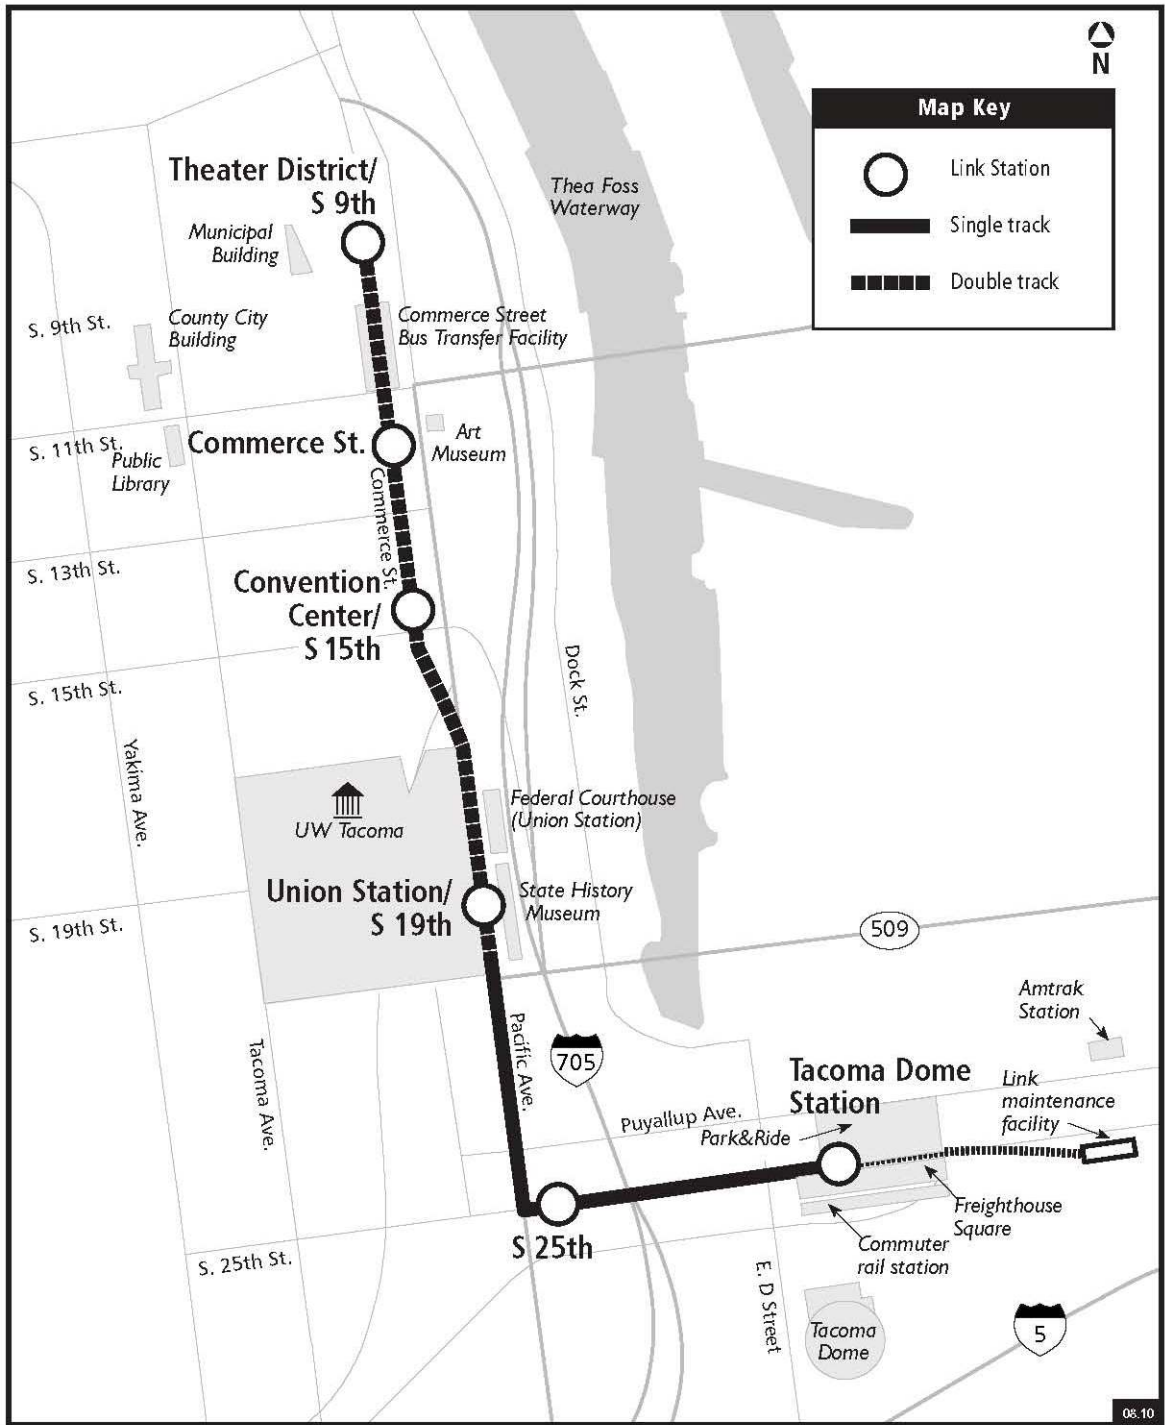 N
Map Key
Link Station
Single track
Double track
Theater District/
S 9th
Thea Foss
Waterway
Municipal
Building
S. 9th St.
County City
Building
Commerce Street
Bus Transfer Facility
S. 11th St.
Public
Library
Commerce St.
Art
Museum
Commerce St.
S. 13th St.
Convention
Center/
S 15th
S. 15th St.
Dock St.
Yakima Ave.
UW Tacoma
Federal Courthouse
(Union Station)
Union Station/
S 19th
State History
Museum
S. 19th St.
509
Amtrak
Station
Pacific Ave.
705
Tacoma Ave.
Tacoma Dome
Station
Link
maintenance
facility
Puyallup Ave.
Park&Ride
Freighthouse
Square
S 25th
Commuter
rail station
S. 25th St.
E. D Street
Tacoma
Dome
5
08.10